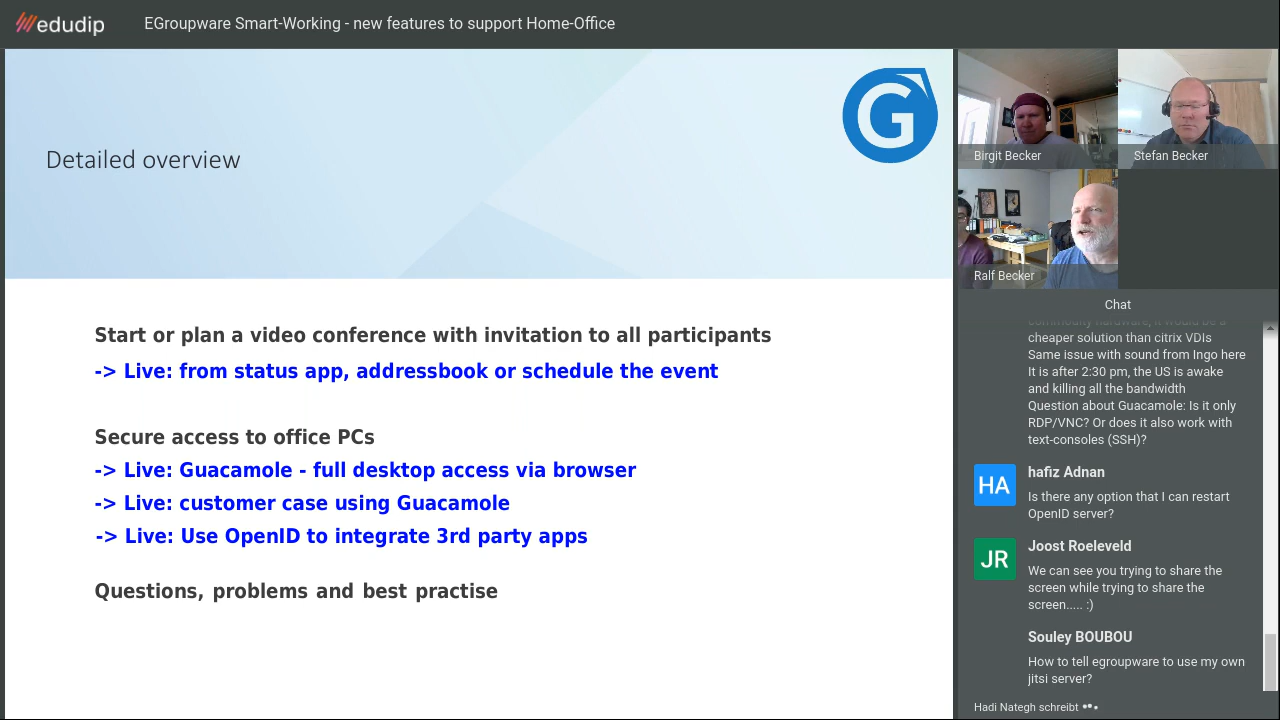 edudip
EGroupware Smart-Working - new features to support Home-Office
Detailed overview
G
Start or plan a video conference with invitation to all participants
-> Live: from status app, addressbook or schedule the event
Secure access to office PCs
-> Live: Guacamole - full desktop access via browser
-> Live: customer case using Guacamole
-> Live: Use OpenID to integrate 3rd party apps
Questions, problems and best practise
Birgit Becker
Stefan Becker
Ralf Becker
Chat
commodity hardware, it would be a
cheaper solution than citrix VDIs
Same issue with sound from Ingo here
It is after 2:30 pm, the US is awake
and killing all the bandwidth
Question about Guacamole: Is it only
RDP/VNC? Or does it also work with
text-consoles (SSH)?
HA
hafiz Adnan
Is there any option that I can restart
OpenID server?
JR
Joost Roeleveld
We can see you trying to share the
screen while trying to share the
screen..... :)
Souley BOUBOU
How to tell egroupware to use my own
jitsi server?
Hadi Nategh schreibt